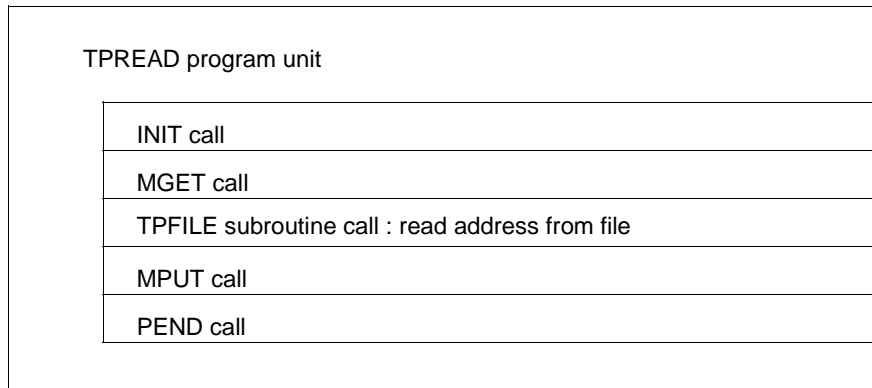 TPREAD program unit
INIT call
MGET call
TPFILE subroutine call : read address from file
MPUT call
PEND call